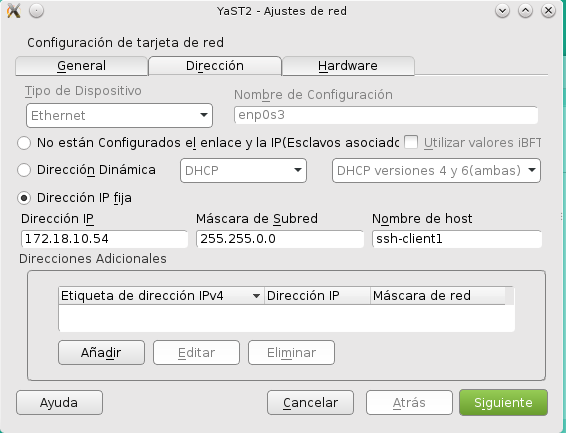 YaST2 - Ajustes de red
Configuración de tarjeta de red
General Dirección Hardware
Tipo de Dispositivo Nombre de Configuración
Ethernet enp0s3
No están Configurados el enlace y la IP(Esclavos asociado Utilizar valores iBFT
Dirección Dinámica DHCP DHCP versiones 4 y 6(ambas)
Dirección IP fija
Dirección IP Máscara de Subred Nombre de host
172.18.10.54 255.255.0.0 ssh-client1
Direcciones Adicionales
Etiqueta de dirección IPv4 Dirección IP Máscara de red
Añadir Editar Eliminar
Ayuda Cancelar Atrás Siguiente